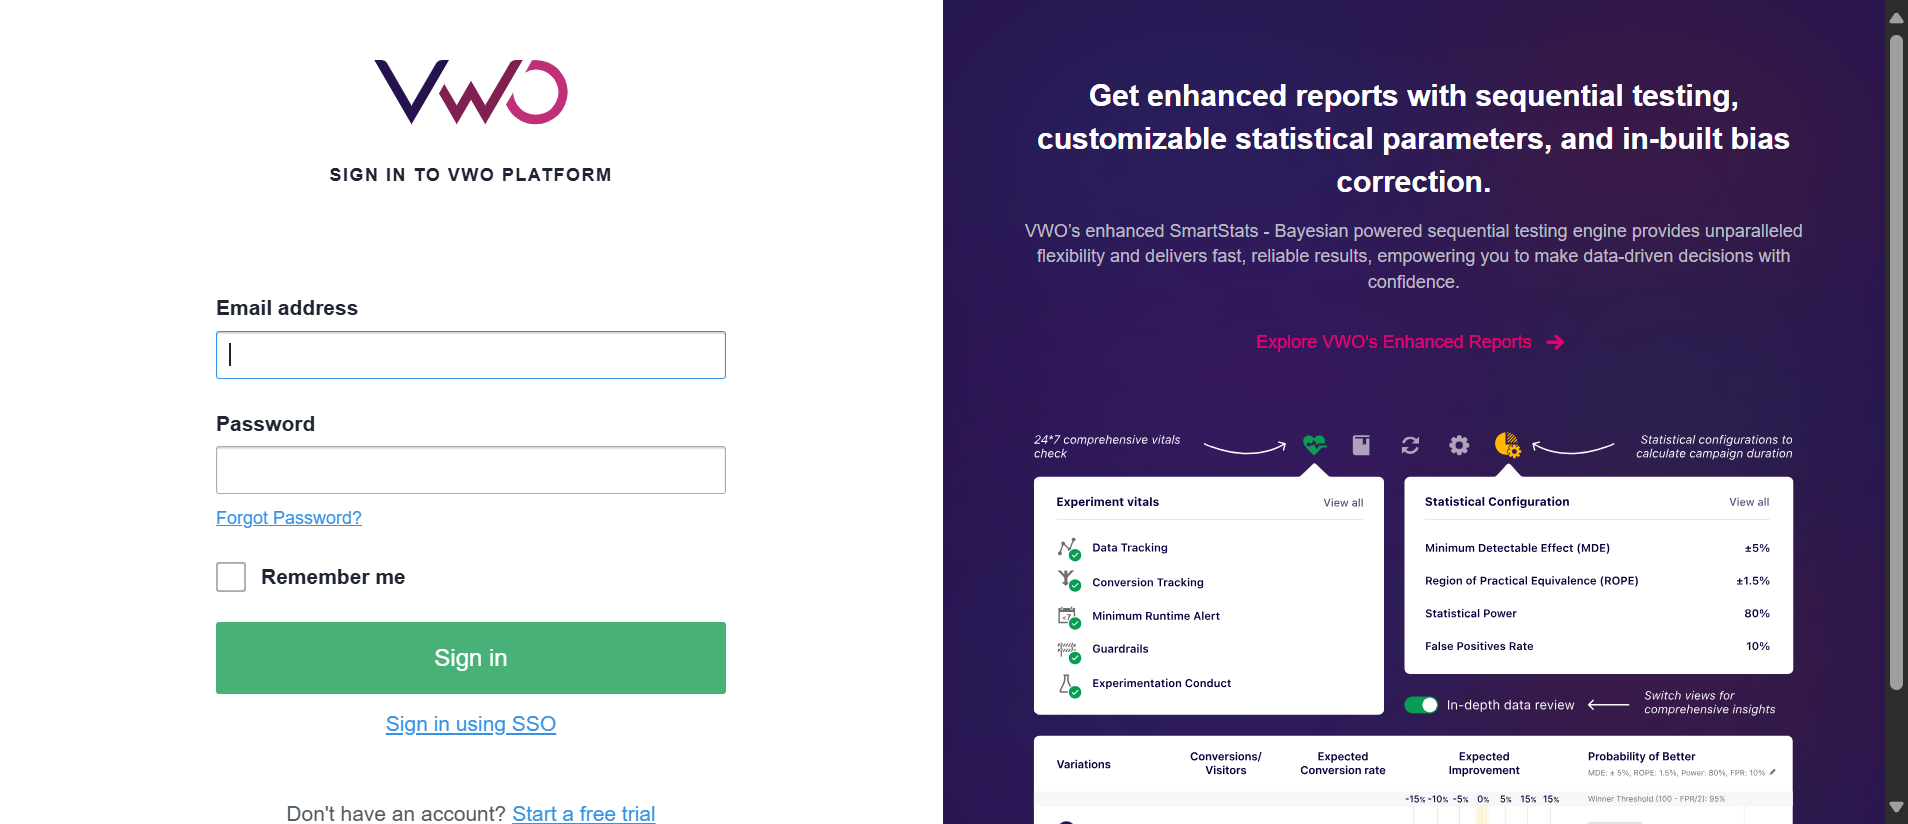 VWO
SIGN IN TO VWO PLATFORM
Email address
Password
Forgot Password?
Remember me
Sign in
Sign in using SSO
Don't have an account? Start a free trial
Get enhanced reports with sequential testing,
customizable statistical parameters, and in-built bias
correction.
VWO's enhanced SmartStats - Bayesian powered sequential testing engine provides unparalleled
flexibility and delivers fast, reliable results, empowering you to make data-driven decisions with
confidence.
Explore VWO's Enhanced Reports
24*7 comprehensive vitals
check
Statistical configurations to
calculate campaign duration
Experiment vitals View all
Data Tracking
Conversion Tracking
<7
Minimum Runtime Alert
Guardrails
Experimentation Conduct
Statistical Configuration View all
Minimum Detectable Effect (MDE) ±5%
Region of Practical Equivalence (ROPE) ±1.5%
Statistical Power 80%
False Positives Rate 10%
In-depth data review
Switch views for
comprehensive insights
Variations
Conversions/
Visitors
Expected
Conversion rate
Expected
Improvement
Probability of Better
MDE: ± 5%, ROPE: 1.5%, Power: 80%, FPR: 10%
-15% -10% -5% 0% 5% 15% 15%
Winner Threshold (100 - FPR/2): 95%